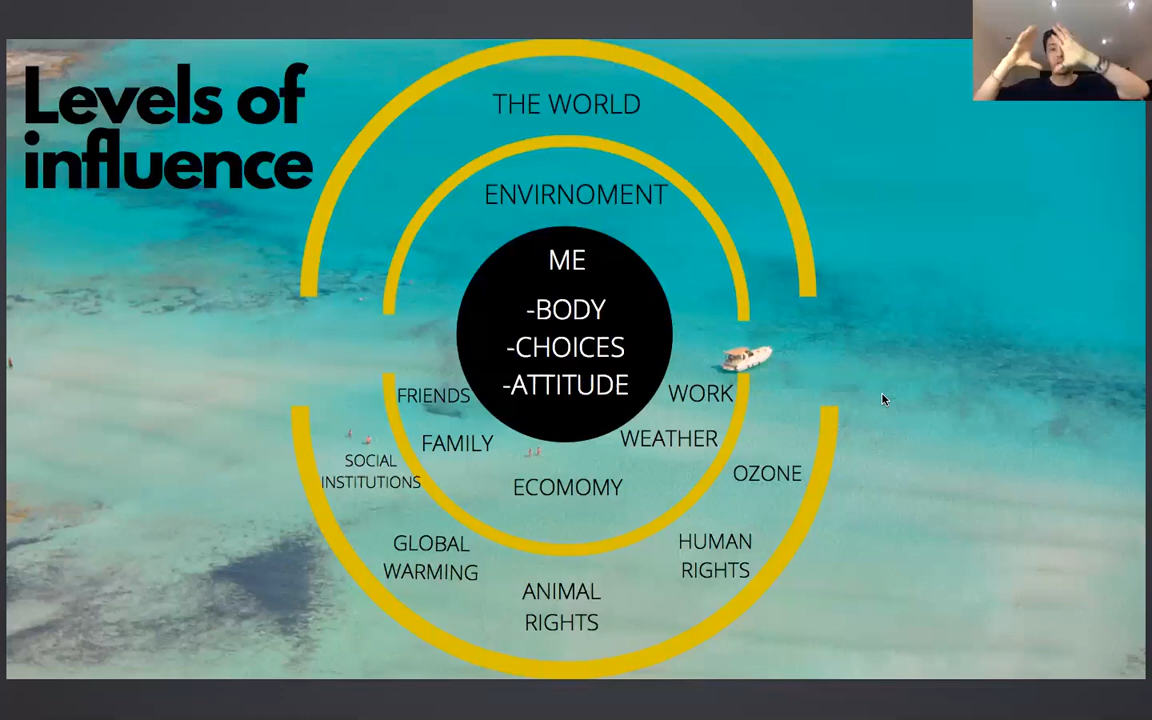 Levels of
influence
THE WORLD
ENVIRNOMENT
ME
-BODY
-CHOICES
-ATTITUDE
FRIENDS
WORK
FAMILY
WEATHER
SOCIAL
INSTITUTIONS
ECOMOMY
OZONE
GLOBAL
WARMING
HUMAN
RIGHTS
ANIMAL
RIGHTS